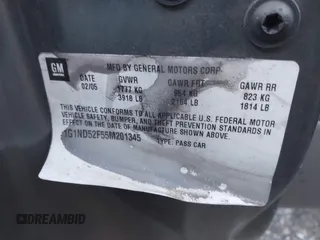 GM
MFD BY GENERAL MOTORS CORP
DATE GVWR GAWR FRT GAWR RR
02/05 1777 KG 954 KG 823 KG
3918 LB 2104 LB 1814 LB
THIS VEHICLE CONFORMS TO ALL APPLICABLE U.S. FEDERAL MOTOR
VEHICLE SAFETY, BUMPER, AND THEFT PREVENTION STANDARDS IN
EFFECT ON THE DATE OF MANUFACTURE SHOWN ABOVE.
1G1ND52F55M201345 TYPE: PASS CAR
© DREAMBID